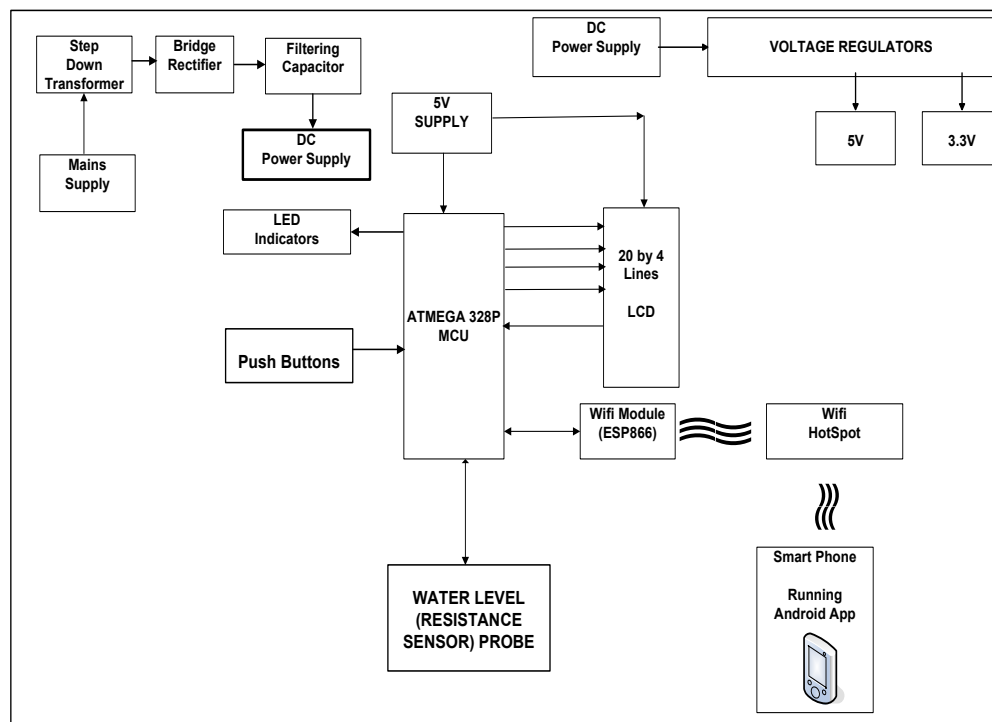 Step
Down
Transformer
Bridge
Rectifier
Filtering
Capacitor
DC
Power Supply
VOLTAGE REGULATORS
5V
SUPPLY
5V
3.3V
DC
Power Supply
Mains
Supply
LED
Indicators
20 by 4
Lines
LCD
ATMEGA 328P
MCU
Push Buttons
Wifi Module
(ESP866)
Wifi
HotSpot
Smart Phone
Running
Android App
WATER LEVEL
(RESISTANCE
SENSOR) PROBE